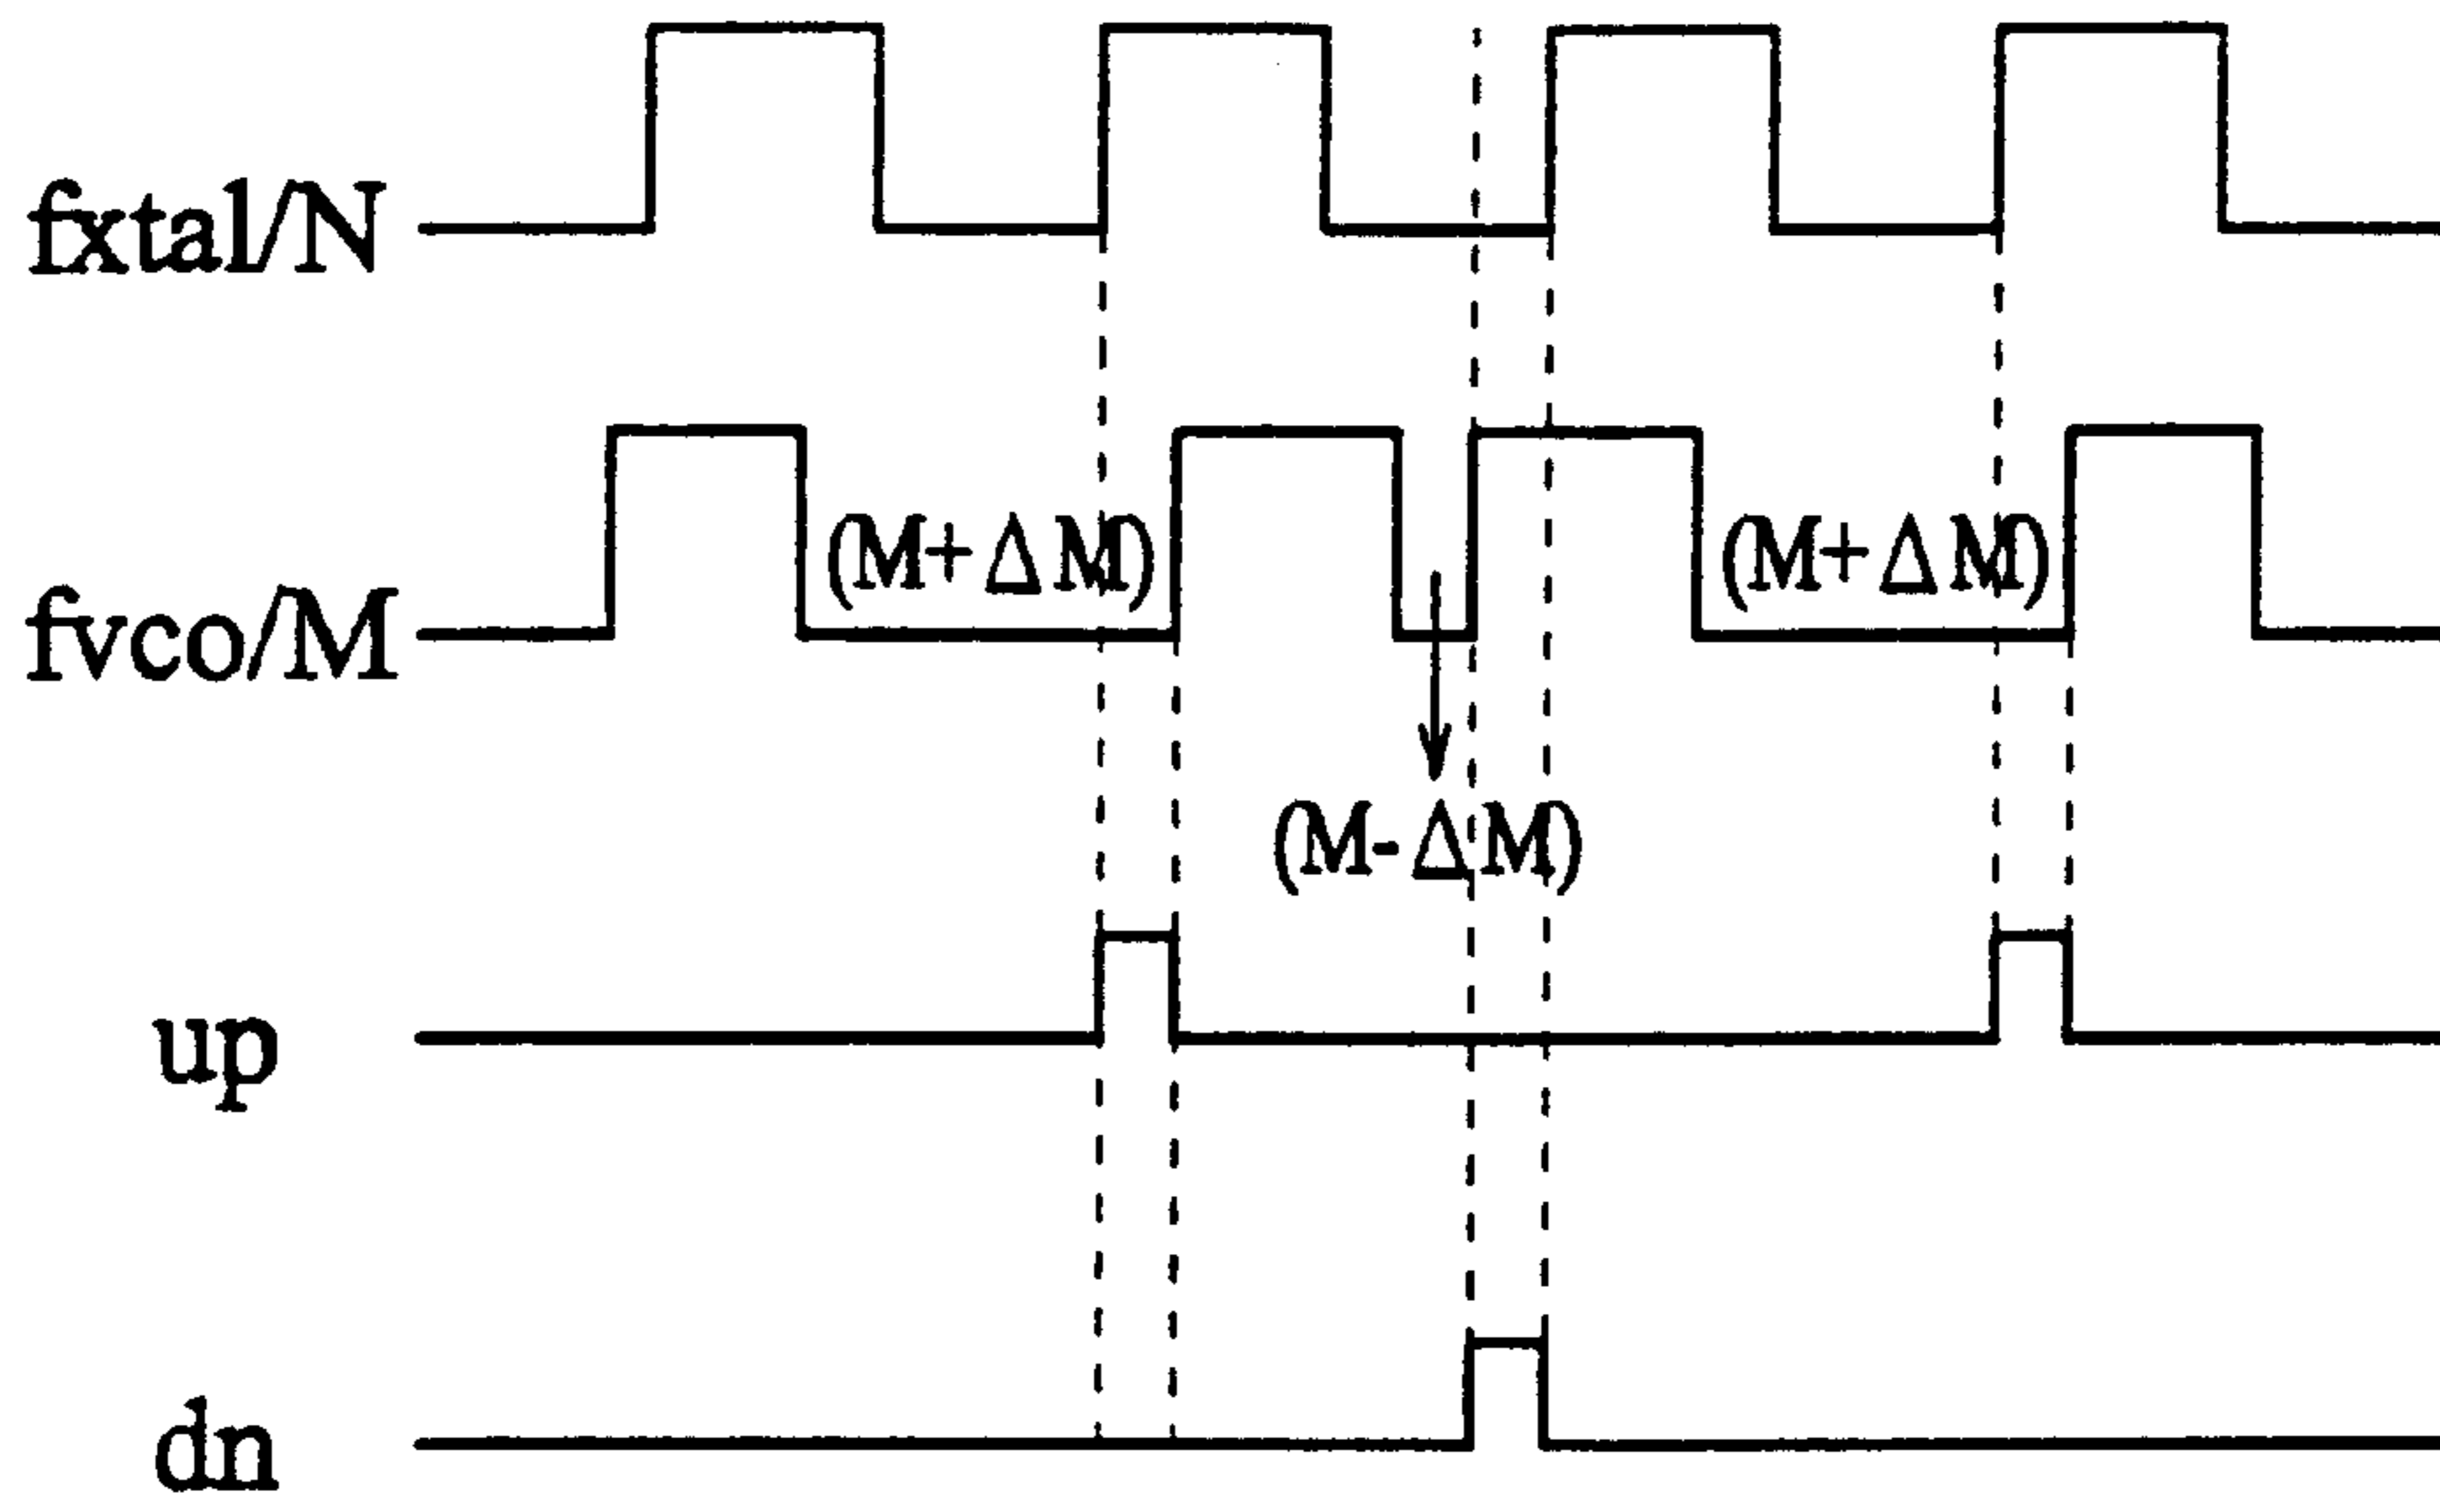 fxtal/N
(M+ΔM) (M+ΔM)
fvco/M
(M-ΔM)
up
dn